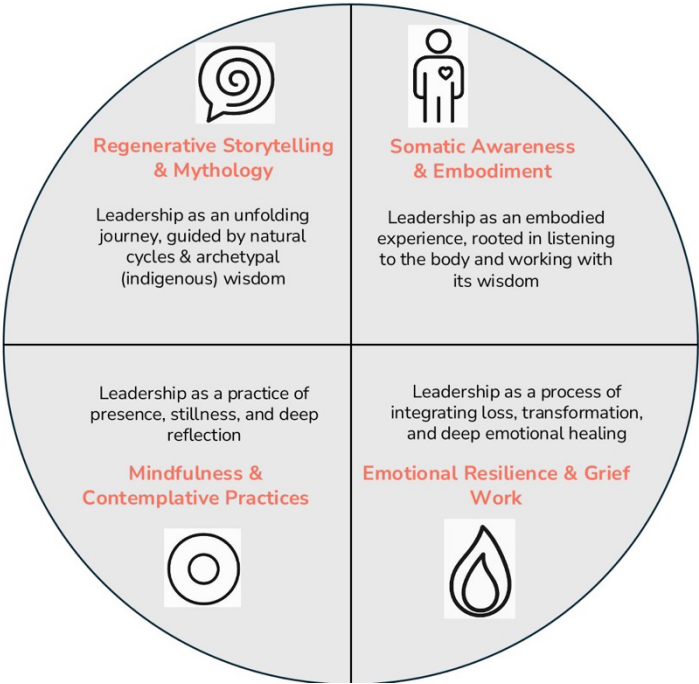 Regenerative Storytelling
& Mythology
Leadership as an unfolding
journey, guided by natural
cycles & archetypal
(indigenous) wisdom
Somatic Awareness
& Embodiment
Leadership as an embodied
experience, rooted in listening
to the body and working with
its wisdom
Leadership as a practice of
presence, stillness, and deep
reflection
Mindfulness &
Contemplative Practices
Leadership as a process of
integrating loss, transformation,
and deep emotional healing
Emotional Resilience & Grief
Work